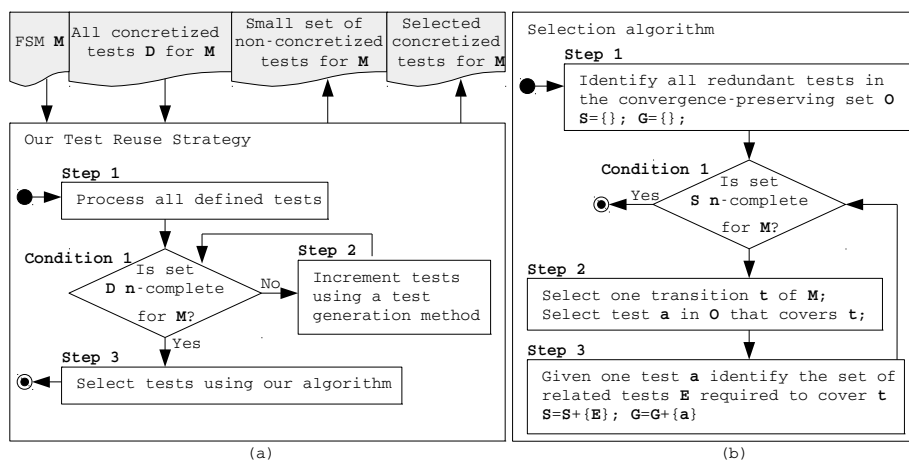 FSM M
All concretized
tests D for M
Small set of
non-concretized
tests for M
Selected
concretized
tests for M
Our Test Reuse Strategy
Step 1
Process all defined tests
Condition 1
Is set
D n-complete
for M?
No
Yes
Step 2
Increment tests
using a test
generation method
Step 3
Select tests using our algorithm
(a)
Selection algorithm
Step 1
Identify all redundant tests in
the convergence-preserving set O
S={}; G={};
Condition 1
Is set
S n-complete
for M?
Yes
Step 2
Select one transition t of M;
Select test a in O that covers t;
Step 3
Given one test a identify the set of
related tests E required to cover t
S=S+{E}; G=G+{a}
(b)